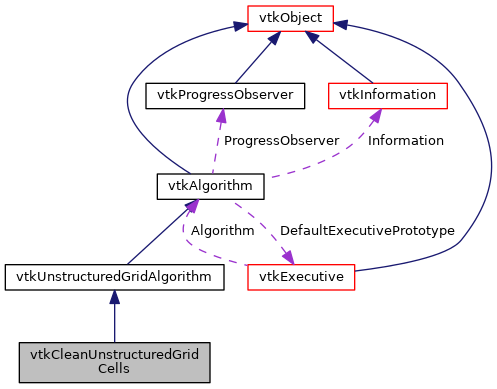 vtkObject
vtkProgressObserver
vtkInformation
ProgressObserver
Information
vtkAlgorithm
Algorithm
DefaultExecutivePrototype
vtkUnstructuredGridAlgorithm
vtkExecutive
vtkCleanUnstructuredGrid
Cells